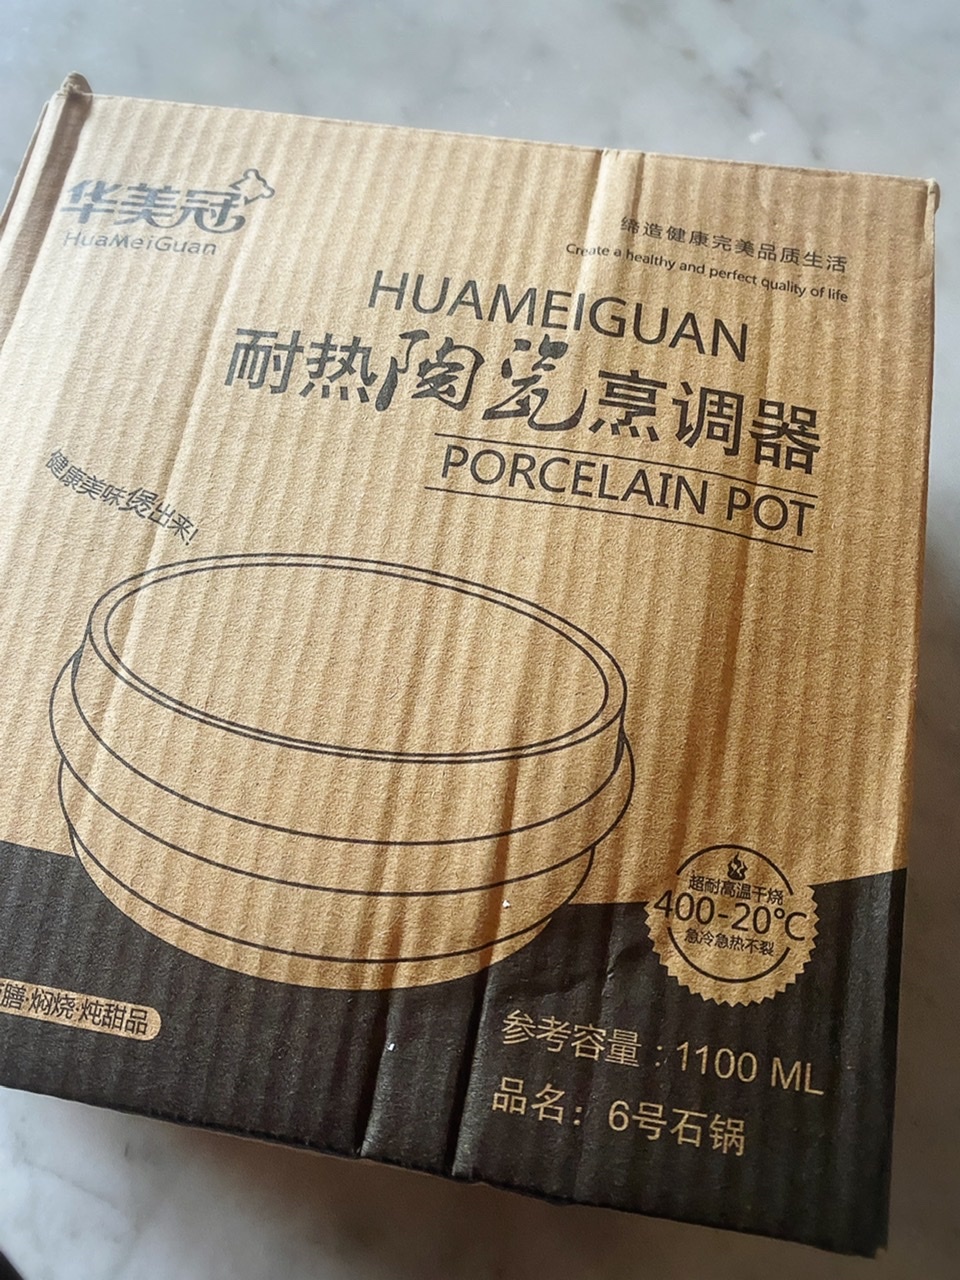 华美冠
HuaMeiGuan
缔造健康完美品质生活
Create a healthy and perfect quality of life
HUAMEIGUAN
耐热陶瓷烹调器
PORCELAIN POT
健康美味煲出来!
超耐高温干烧
400-20℃
急冷急热不裂
膳·焖烧·炖甜品
参考容量：1100 ML
品名：6号石锅